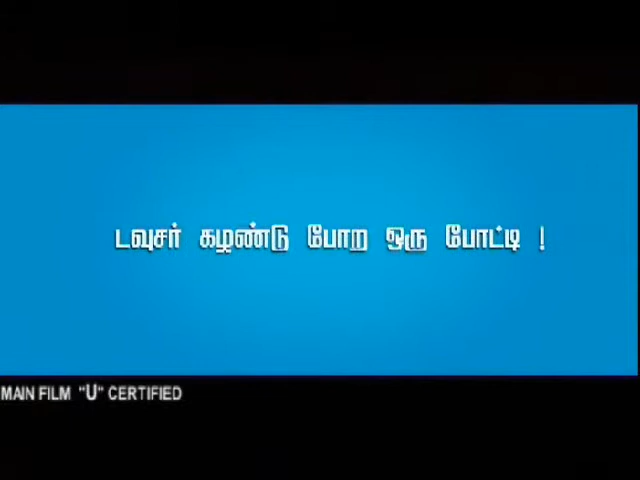 டவுசர் கழண்டு போற ஒரு போட்டி !
MAIN FILM "U" CERTIFIED